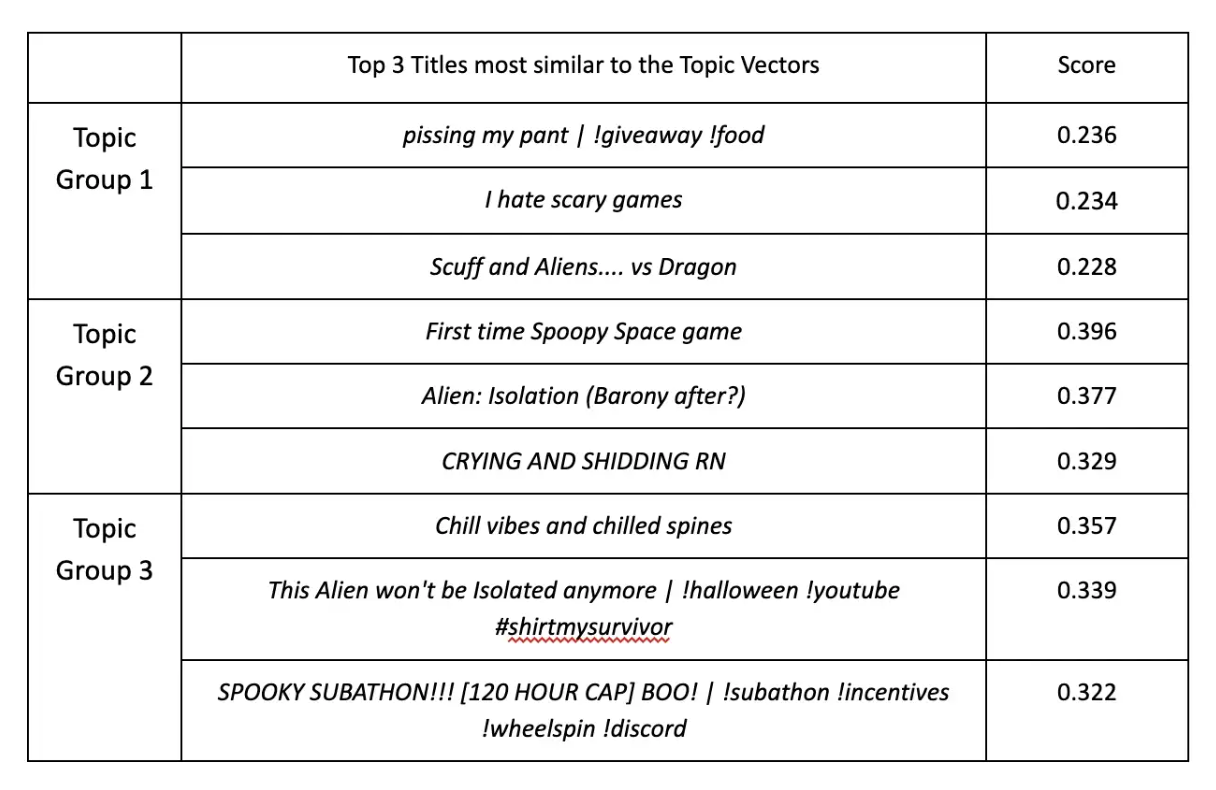 Top 3 Titles most similar to the Topic Vectors
Score
Topic
Group 1
pissing my pant | !giveaway !food
0.236
I hate scary games
0.234
Scuff and Aliens.... vs Dragon
0.228
Topic
Group 2
First time Spoopy Space game
0.396
Alien: Isolation (Barony after?)
0.377
CRYING AND SHIDDING RN
0.329
Topic
Group 3
Chill vibes and chilled spines
0.357
This Alien won't be Isolated anymore | !halloween !youtube
#shirtmysurvivor
0.339
SPOOKY SUBATHON!!! [120 HOUR CAP] BOO! | !subathon !incentives
!wheelspin !discord
0.322